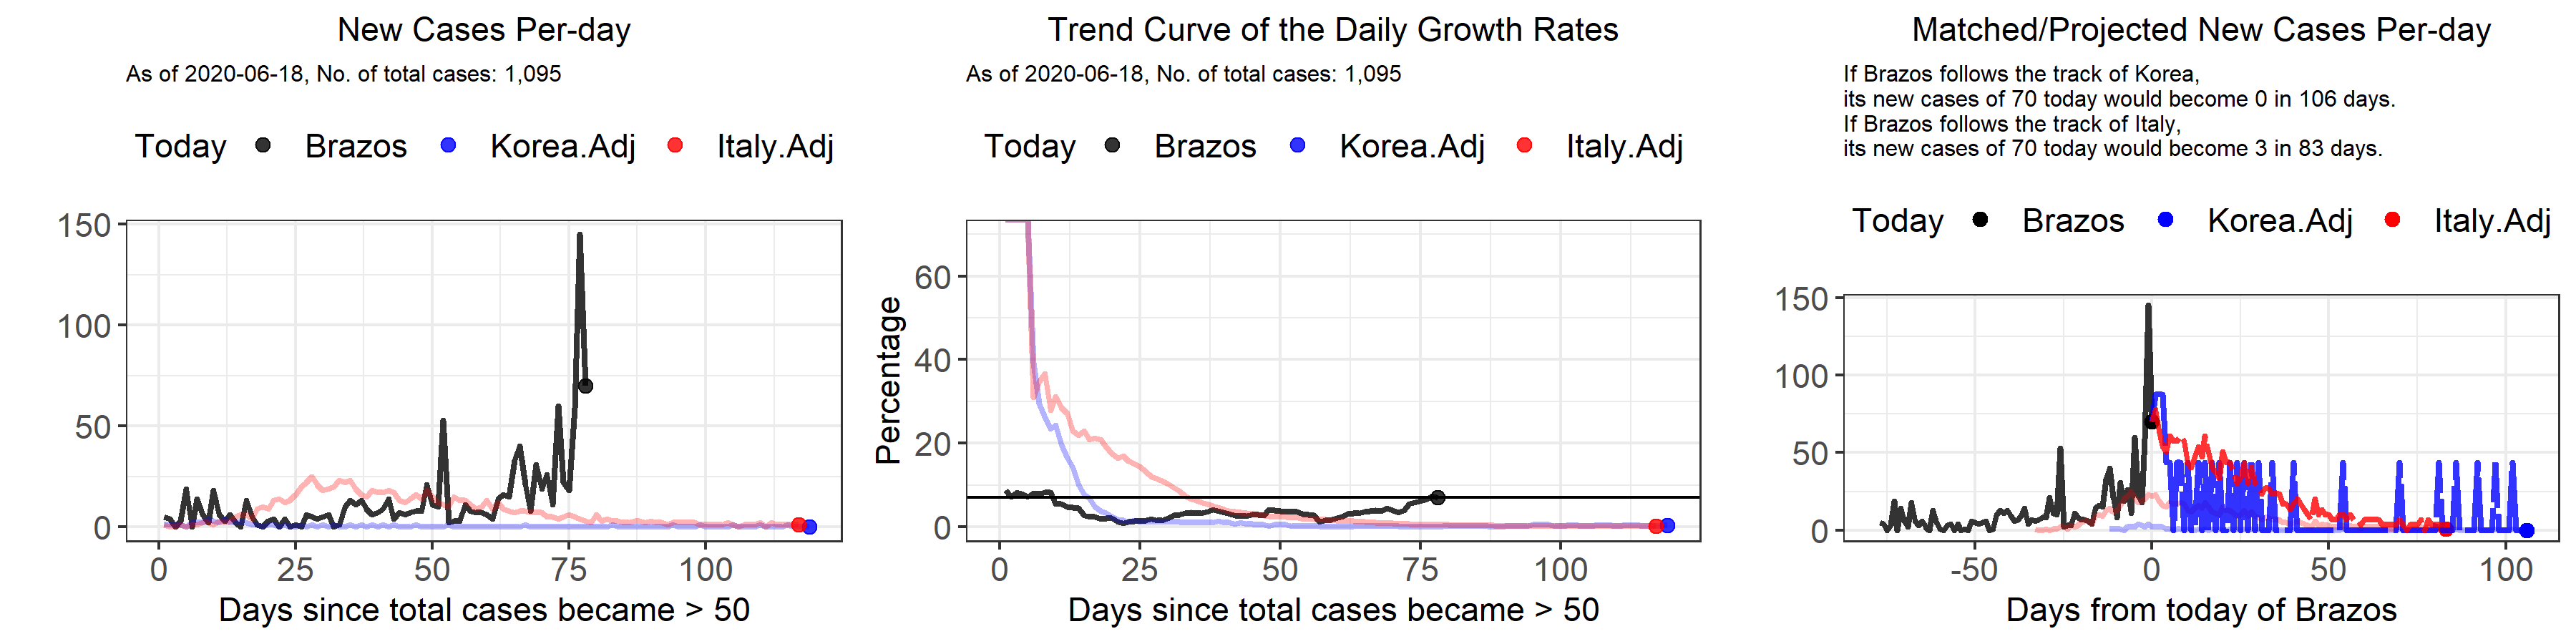 New Cases Per-day
As of 2020-06-18, No. of total cases: 1,095
Today Brazos Korea.Adj Italy.Adj
150
100
50
0
0 25 50 75 100
Days since total cases became > 50
Trend Curve of the Daily Growth Rates
As of 2020-06-18, No. of total cases: 1,095
Today Brazos Korea.Adj Italy.Adj
Percentage
60
40
20
0
0 25 50 75 100
Days since total cases became > 50
Matched/Projected New Cases Per-day
If Brazos follows the track of Korea,
its new cases of 70 today would become 0 in 106 days.
If Brazos follows the track of Italy,
its new cases of 70 today would become 3 in 83 days.
Today Brazos Korea.Adj Italy.Adj
150
100
50
0
-50 0 50 100
Days from today of Brazos